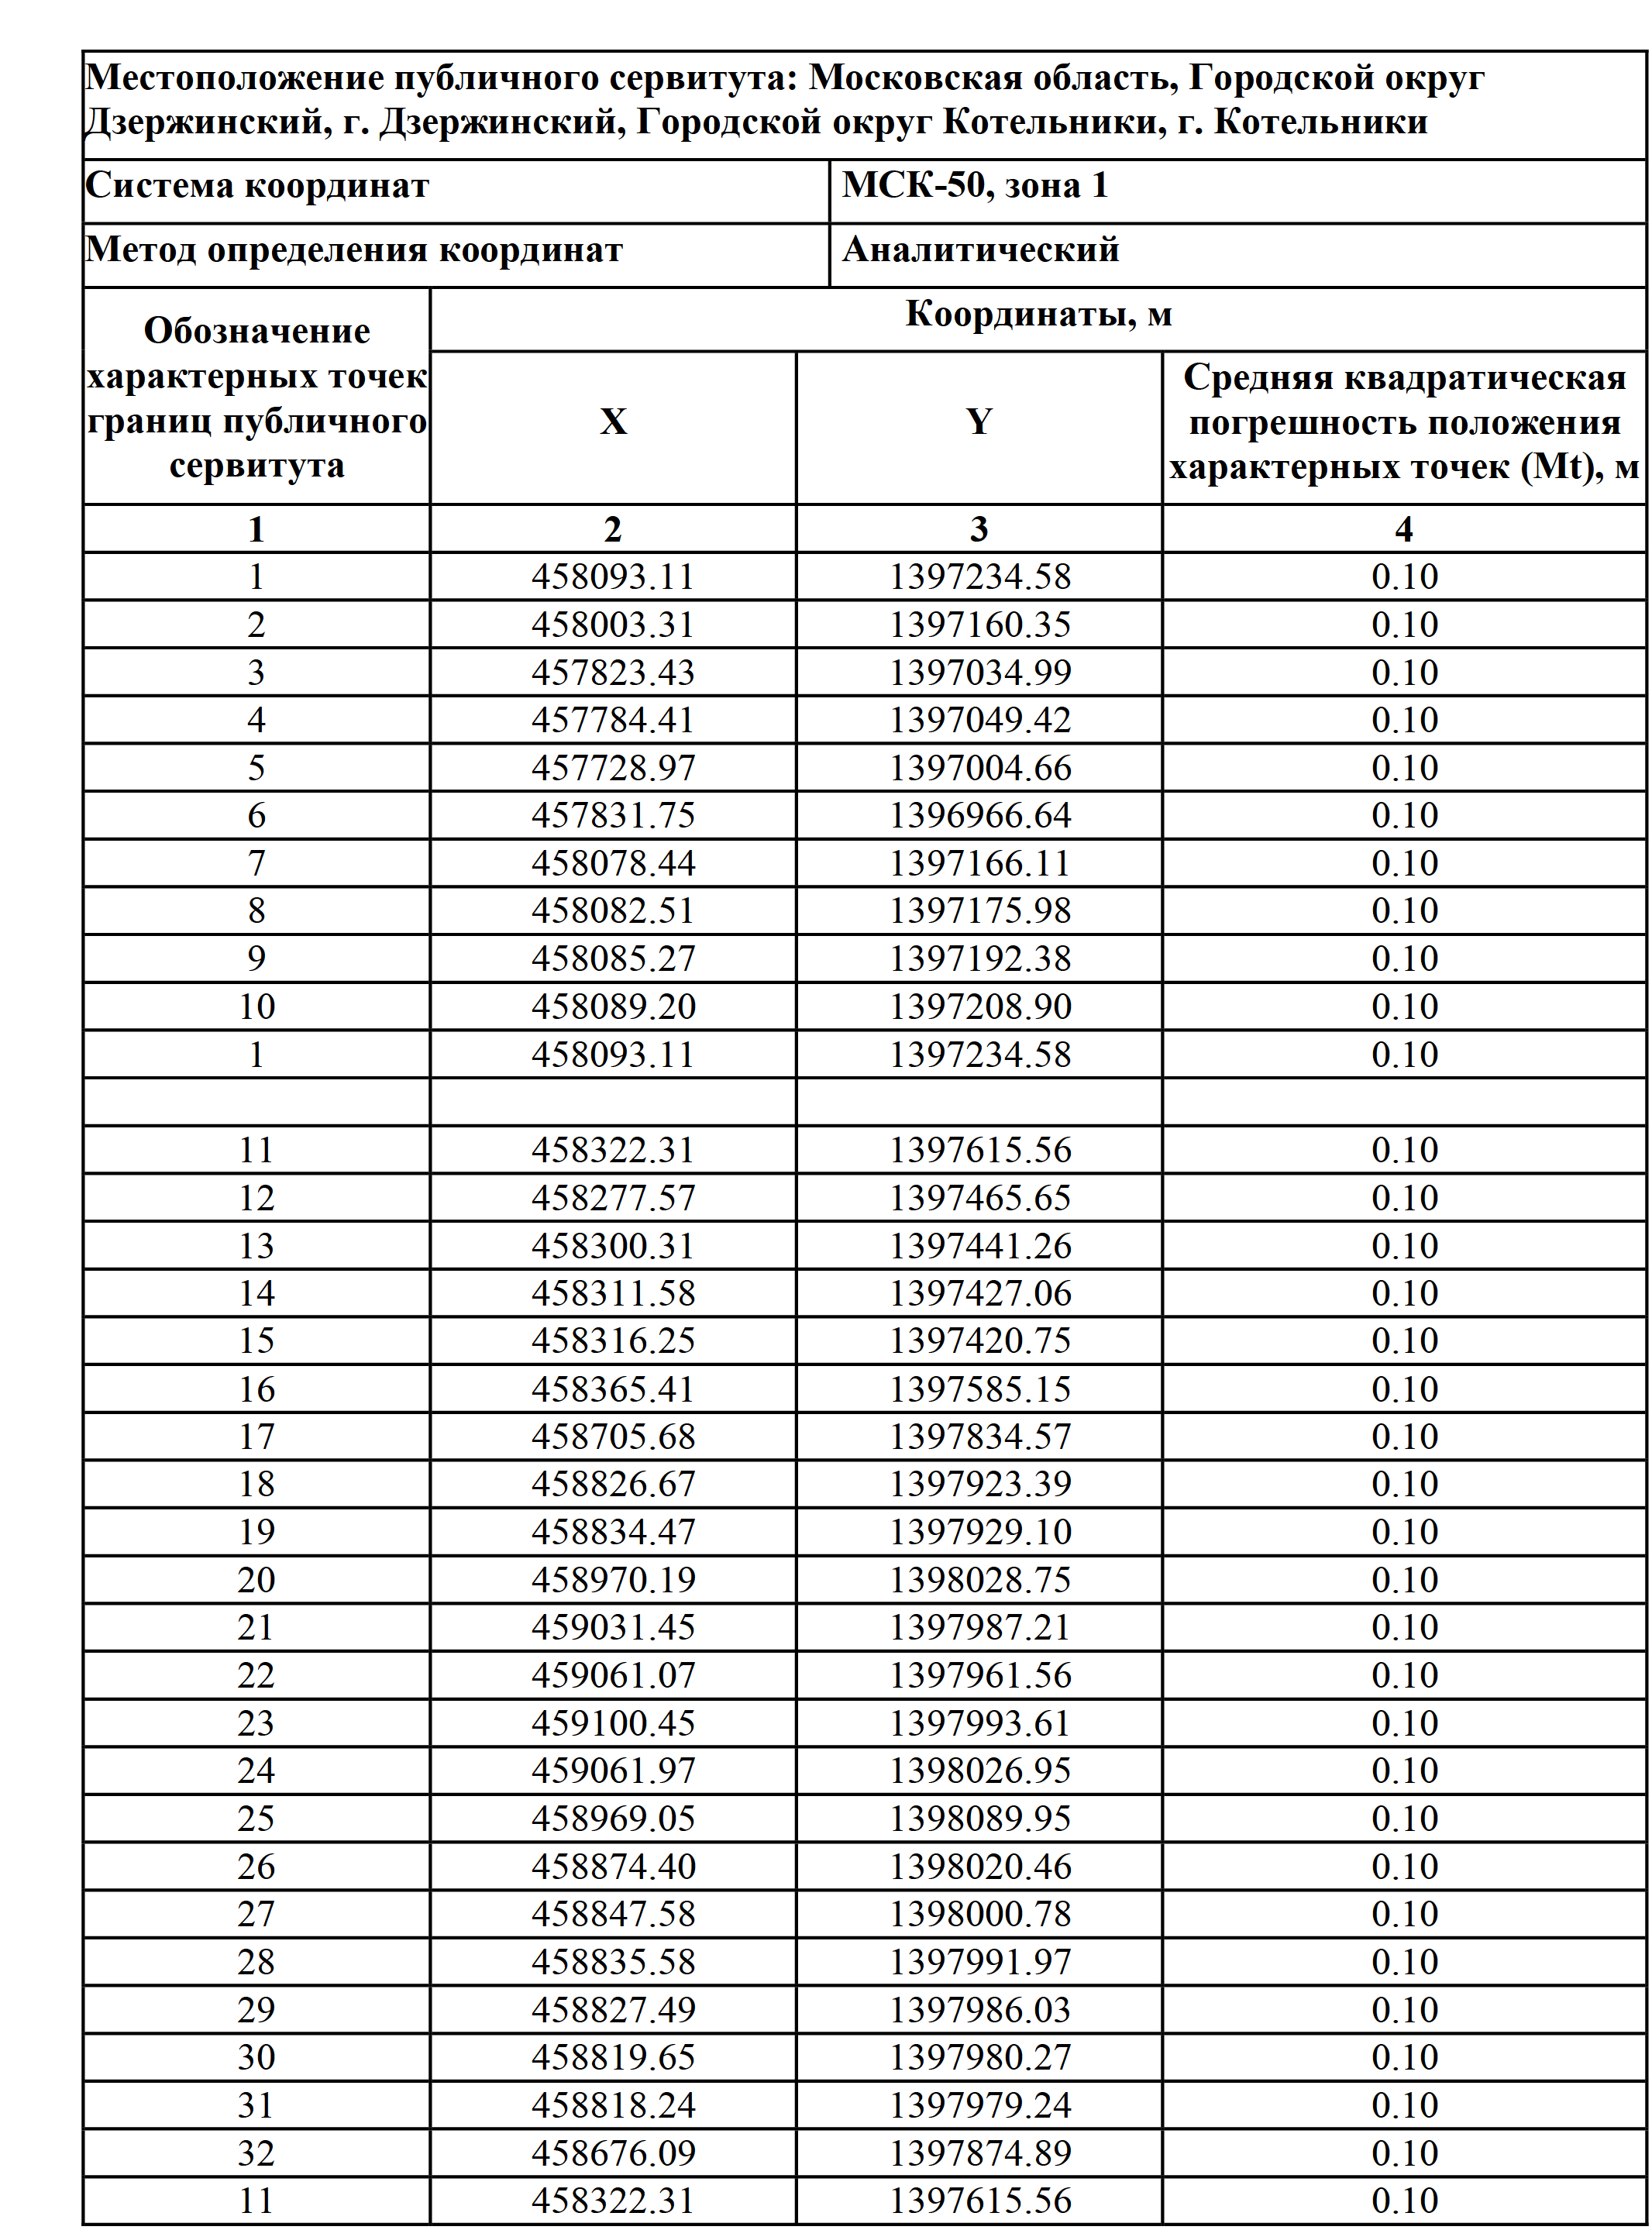 Местоположение публичного сервитута: Московская область, Городской округ
Дзержинский, г. Дзержинский, Городской округ Котельники, г. Котельники
Система координат МСК-50, зона 1
Метод определения координат Аналитический
Обозначение
характерных точек
границ публичного
сервитута
Координаты, м
X
Y
Средняя квадратическая
погрешность положения
характерных точек (Mt), м
1 2 3 4
1 458093.11 1397234.58 0.10
2 458003.31 1397160.35 0.10
3 457823.43 1397034.99 0.10
4 457784.41 1397049.42 0.10
5 457728.97 1397004.66 0.10
6 457831.75 1396966.64 0.10
7 458078.44 1397166.11 0.10
8 458082.51 1397175.98 0.10
9 458085.27 1397192.38 0.10
10 458089.20 1397208.90 0.10
1 458093.11 1397234.58 0.10
11 458322.31 1397615.56 0.10
12 458277.57 1397465.65 0.10
13 458300.31 1397441.26 0.10
14 458311.58 1397427.06 0.10
15 458316.25 1397420.75 0.10
16 458365.41 1397585.15 0.10
17 458705.68 1397834.57 0.10
18 458826.67 1397923.39 0.10
19 458834.47 1397929.10 0.10
20 458970.19 1398028.75 0.10
21 459031.45 1397987.21 0.10
22 459061.07 1397961.56 0.10
23 459100.45 1397993.61 0.10
24 459061.97 1398026.95 0.10
25 458969.05 1398089.95 0.10
26 458874.40 1398020.46 0.10
27 458847.58 1398000.78 0.10
28 458835.58 1397991.97 0.10
29 458827.49 1397986.03 0.10
30 458819.65 1397980.27 0.10
31 458818.24 1397979.24 0.10
32 458676.09 1397874.89 0.10
11 458322.31 1397615.56 0.10